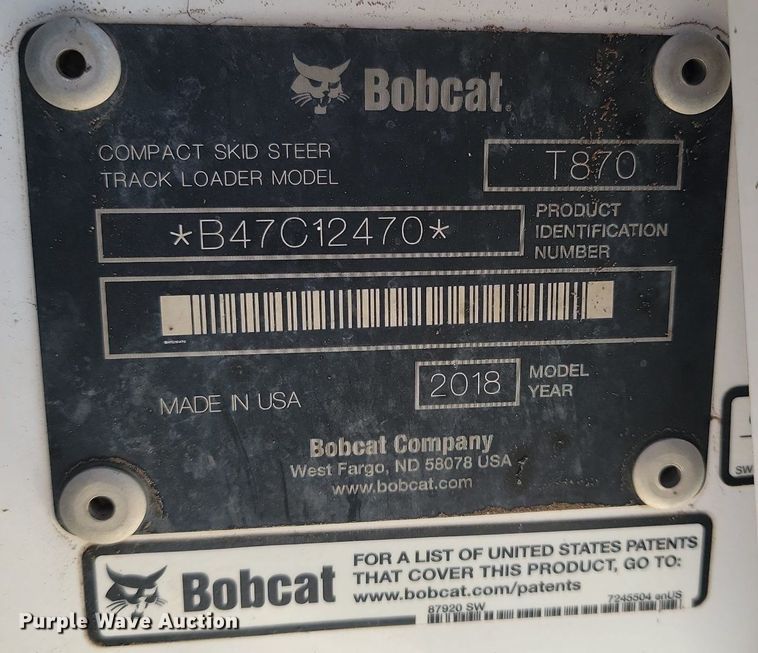 Bobcat.
COMPACT SKID STEER
TRACK LOADER MODEL
T870
*B47C12470*
PRODUCT
IDENTIFICATION
NUMBER
MADE IN USA
2018
MODEL
YEAR
Bobcat Company
West Fargo, ND 58078 USA
www.bobcat.com
SW
Bobcat
FOR A LIST OF UNITED STATES PATENTS
THAT COVER THIS PRODUCT, GO TO:
www.bobcat.com/patents
87920 SW
7245504 enUS
Purple Wave Auction